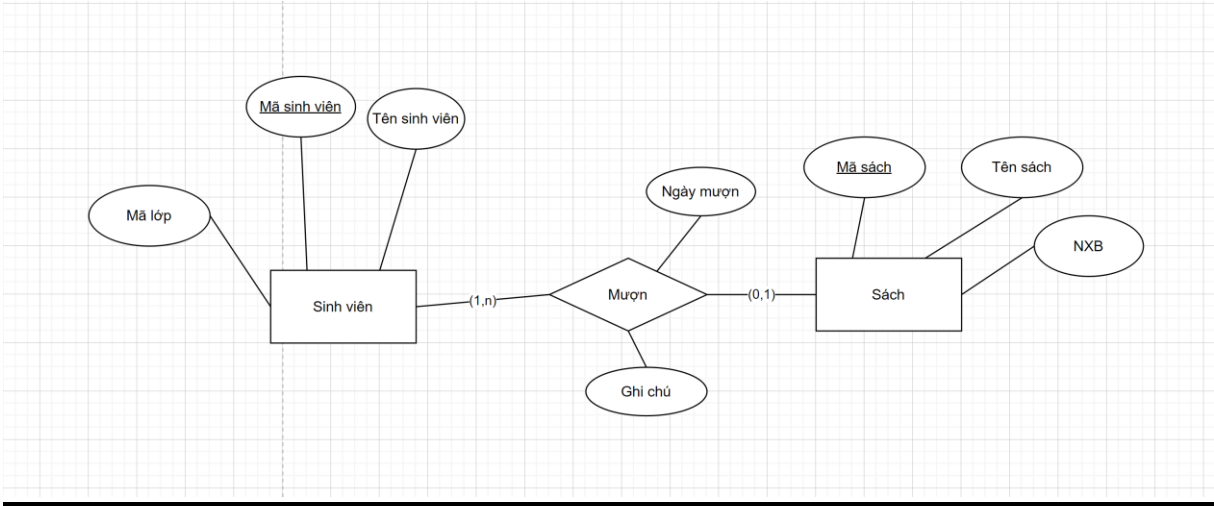 Mã sinh viên
Tên sinh viên
Mã lớp
Ngày mượn
Mã sách
Tên sách
NXB
Sinh viên
(1,n)
Mượn
(0,1)
Sách
Ghi chú